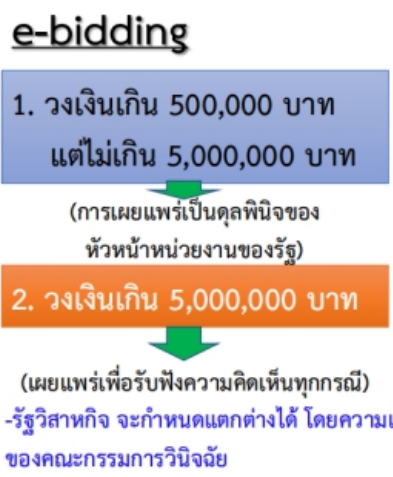 e-bidding
1. วงเงินเกิน 500,000 บาท
แต่ไม่เกิน 5,000,000 บาท
(การเผยแพร่เป็นดุลพินิจของ
หัวหน้าหน่วยงานของรัฐ)
2. วงเงินเกิน 5,000,000 บาท
(เผยแพร่เพื่อรับฟังความคิดเห็นทุกกรณี)
-รัฐวิสาหกิจ จะกำหนดแตกต่างได้ โดย
ของคณะกรรมการวินิจฉัย